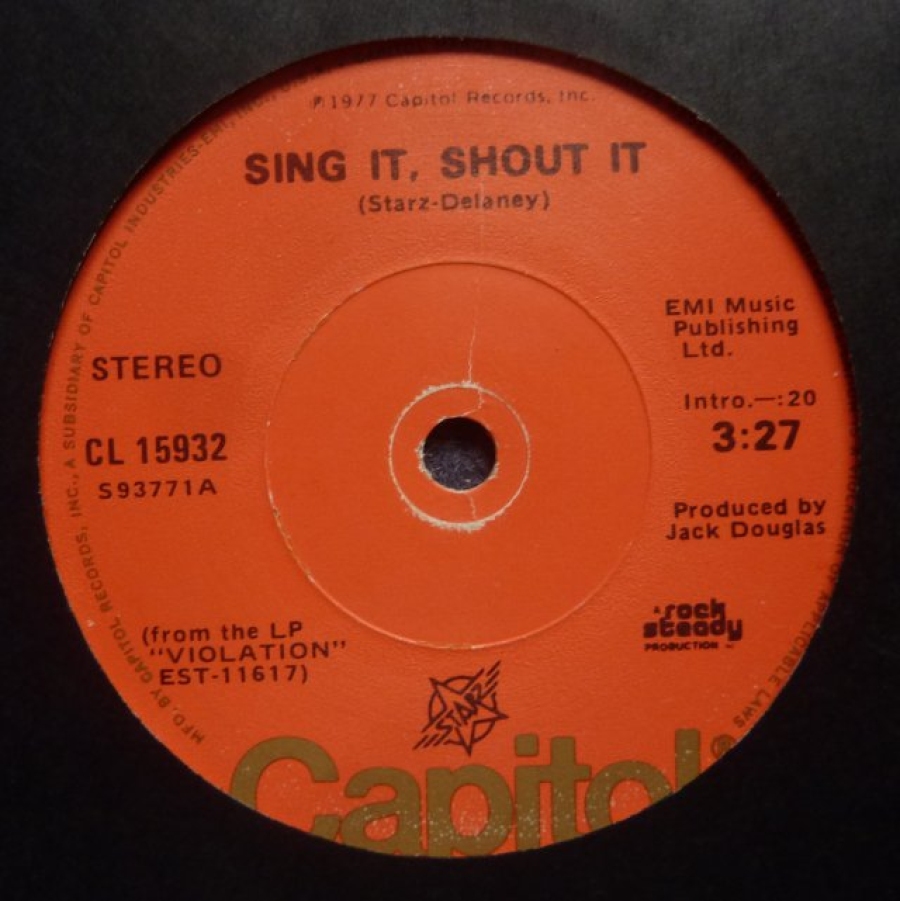 ℗1977 Capitol Records, Inc.
SING IT, SHOUT IT
(Starz-Delaney)
EMI Music
Publishing
Ltd.
STEREO
Intro.—:20
3:27
CL 15932
S93771A
Produced by
Jack Douglas
A rock
steady
PRODUCTION
(from the LP
"VIOLATION"
EST-11617)
STARZ
Capitol®
MFD. BY CAPITOL RECORDS, INC., A SUBSIDIARY OF CAPITOL INDUSTRIES-EMI, INC.
OF APPLICABLE LAWS